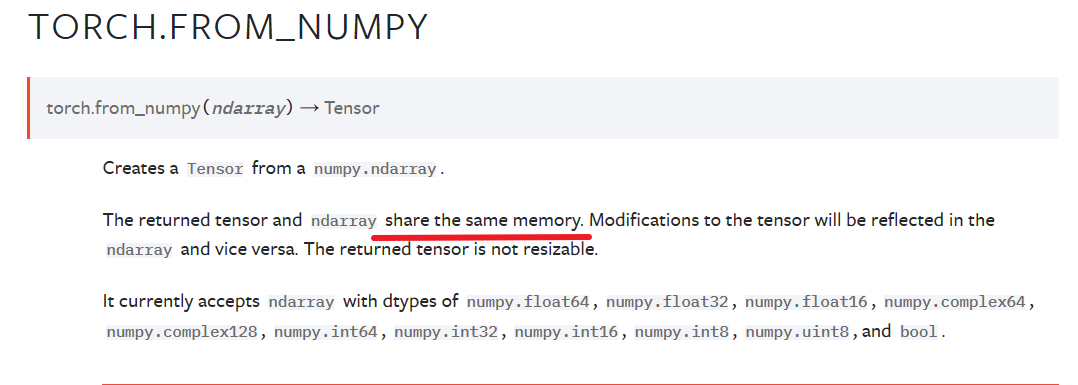 TORCH.FROM_NUMPY
torch.from_numpy(ndarray) → Tensor
Creates a Tensor from a numpy.ndarray.
The returned tensor and ndarray share the same memory. Modifications to the tensor will be reflected in the
ndarray and vice versa. The returned tensor is not resizable.
It currently accepts ndarray with dtypes of numpy.float64, numpy.float32, numpy.float16, numpy.complex64,
numpy.complex128, numpy.int64, numpy.int32, numpy.int16, numpy.int8, numpy.uint8, and bool.